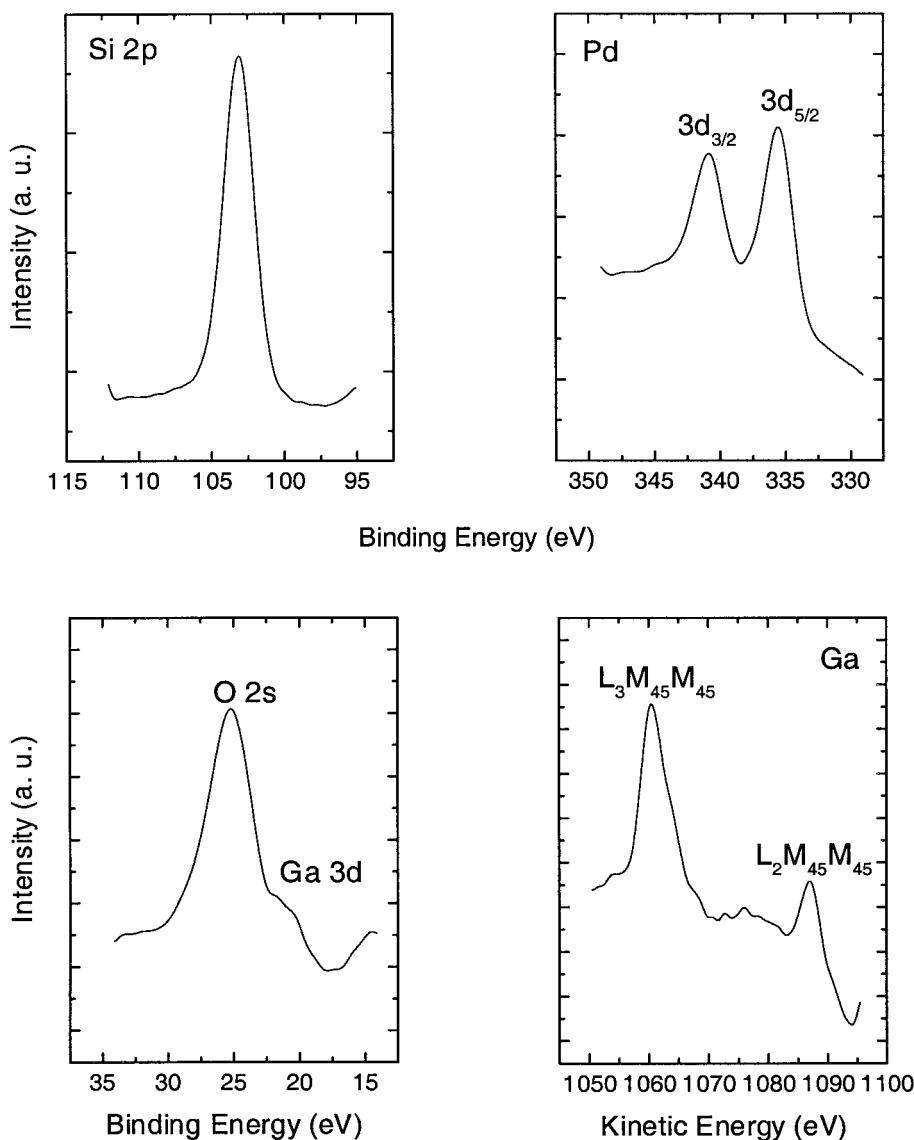 Si 2p
Intensity (a. u.)
115 110 105 100 95
Pd
3d3/2
3d5/2
350 345 340 335 330
Binding Energy (eV)
O 2s
Ga 3d
Intensity (a. u.)
35 30 25 20 15
Binding Energy (eV)
Ga
L3M45M45
L2M45M45
1050 1060 1070 1080 1090 1100
Kinetic Energy (eV)